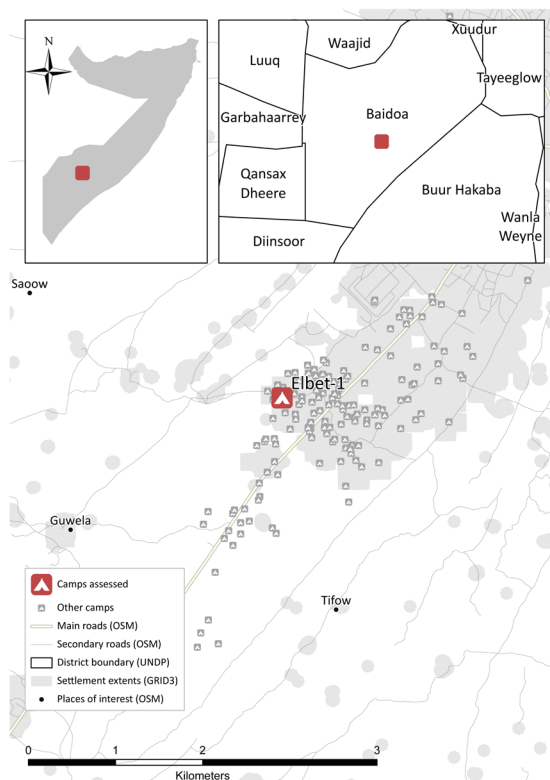 N
Xuudur
Waajid
Luuq
Tayeeglow
Garbahaarrey
Baidoa
Qansax
Dheere
Buur Hakaba
Wanla
Weyne
Diinsoor
Saoow
Elbet-1
Guwela
Tifow
Camps assessed
Other camps
Main roads (OSM)
Secondary roads (OSM)
District boundary (UNDP)
Settlement extents (GRID3)
Places of interest (OSM)
0 1 2 3
Kilometers